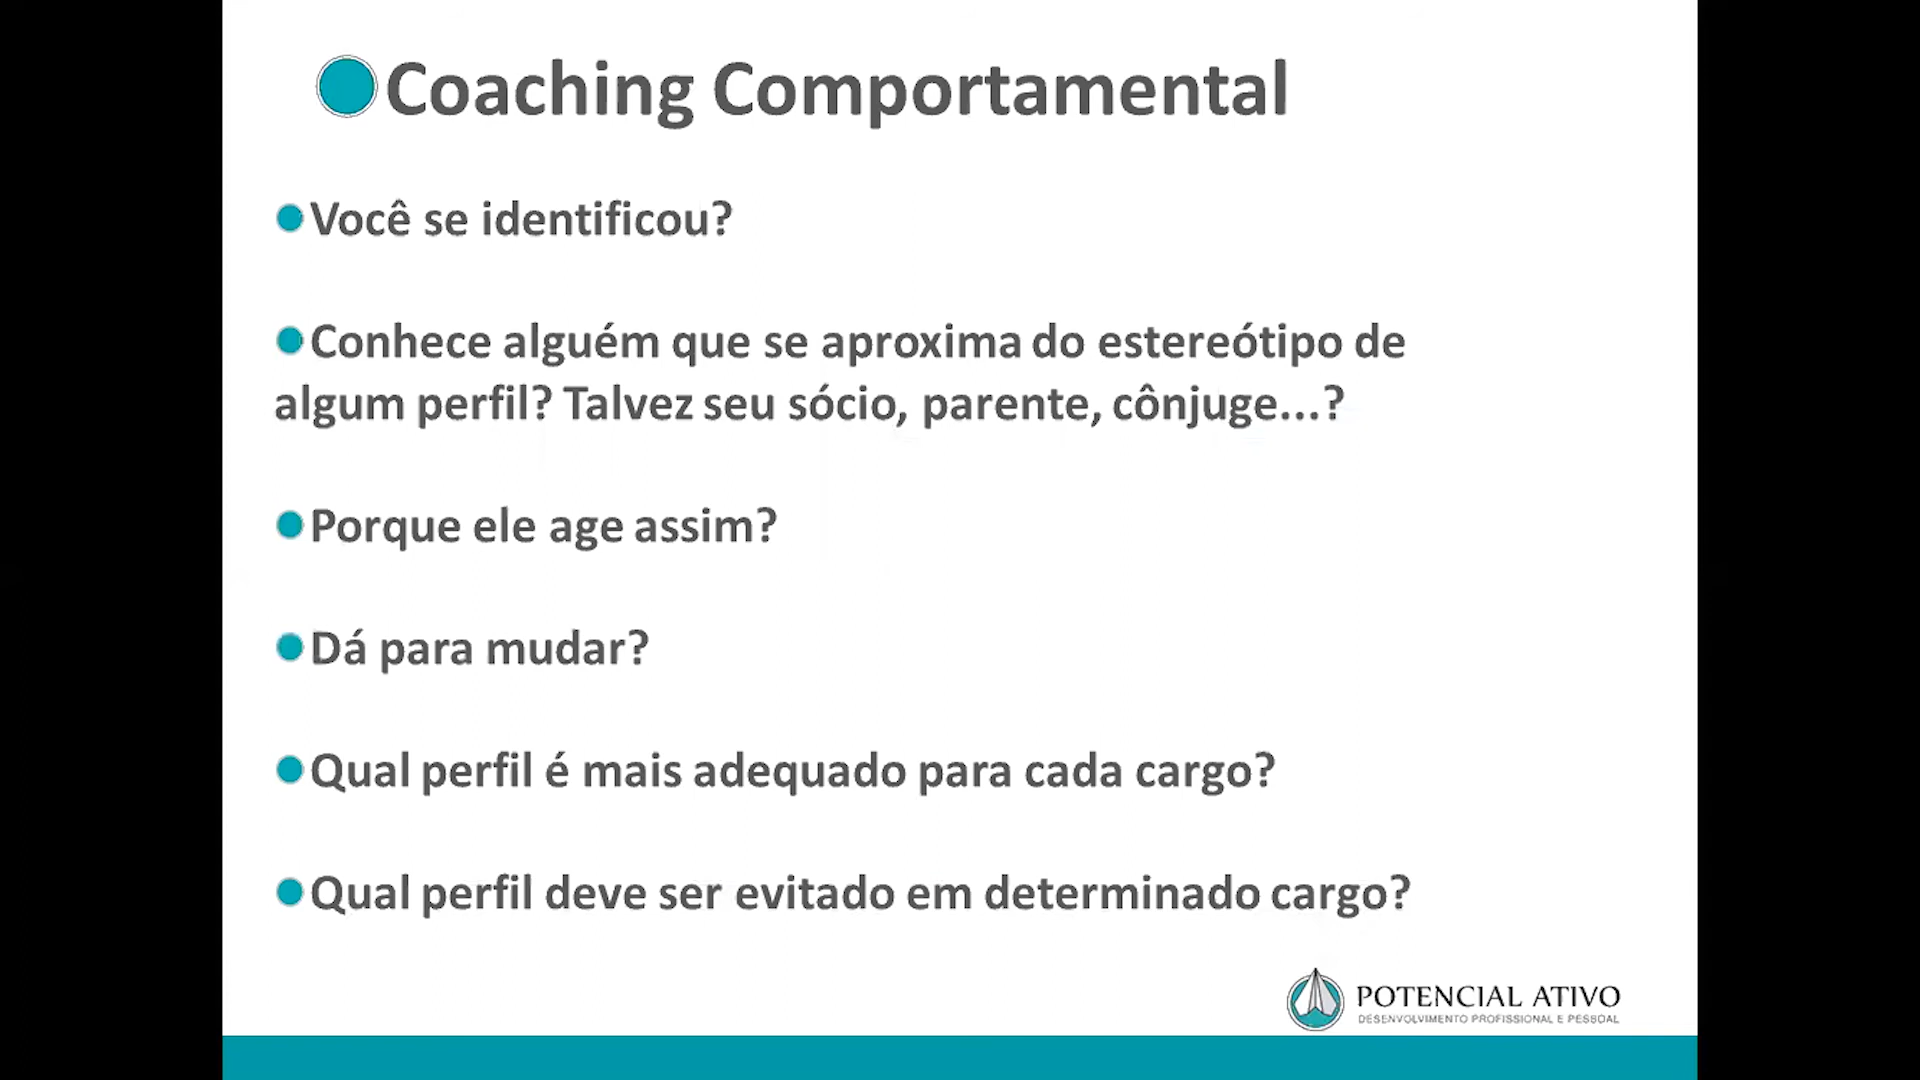 Coaching Comportamental
Você se identificou?
Conhece alguém que se aproxima do estereótipo de
algum perfil? Talvez seu sócio, parente, cônjuge...?
Porque ele age assim?
Dá para mudar?
Qual perfil é mais adequado para cada cargo?
Qual perfil deve ser evitado em determinado cargo?
POTENCIAL ATIVO
DESENVOLVIMENTO PROFISSIONAL E PESSOAL